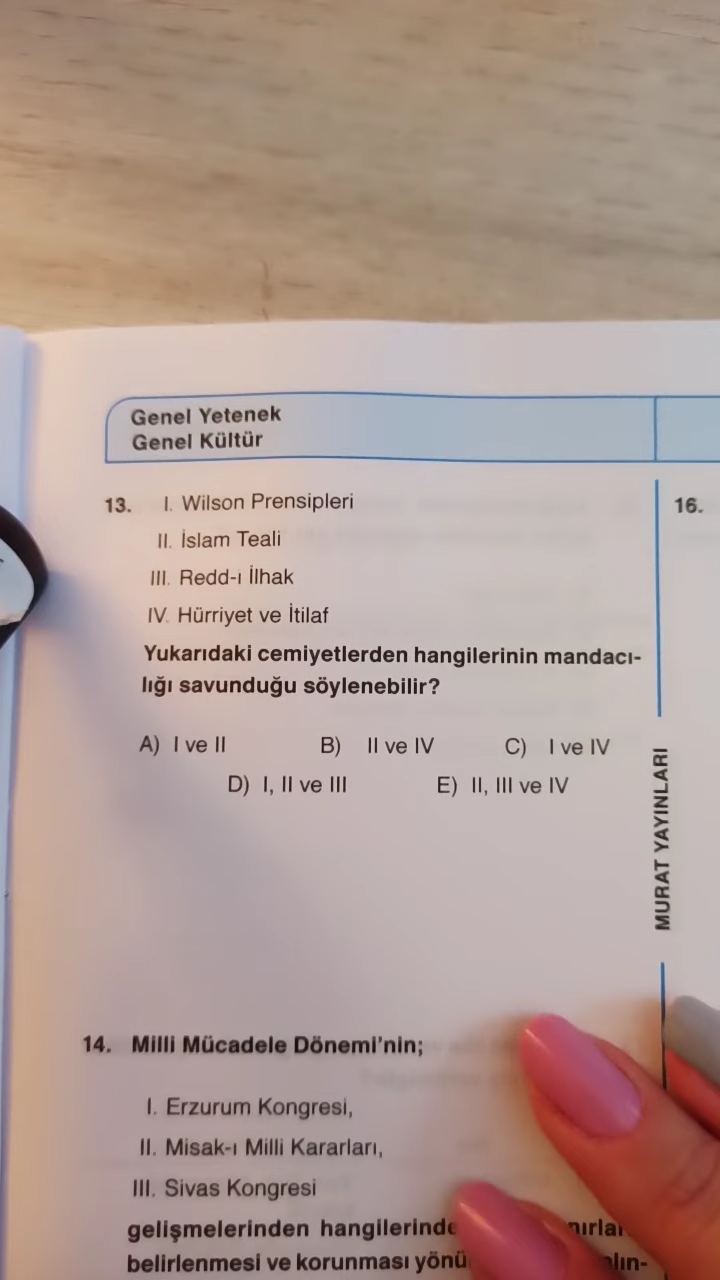 Genel Yetenek
Genel Kültür
13. I. Wilson Prensipleri
II. İslam Teali
III. Redd-ı İlhak
IV. Hürriyet ve İtilaf
Yukarıdaki cemiyetlerden hangilerinin mandacı-
lığı savunduğu söylenebilir?
A) I ve II B) II ve IV C) I ve IV
D) I, II ve III E) II, III ve IV
MURAT YAYINLARI
16.
14. Milli Mücadele Dönemi'nin;
I. Erzurum Kongresi,
II. Misak-ı Milli Kararları,
III. Sivas Kongresi
gelişmelerinden hangilerinde
belirlenmesi ve korunması